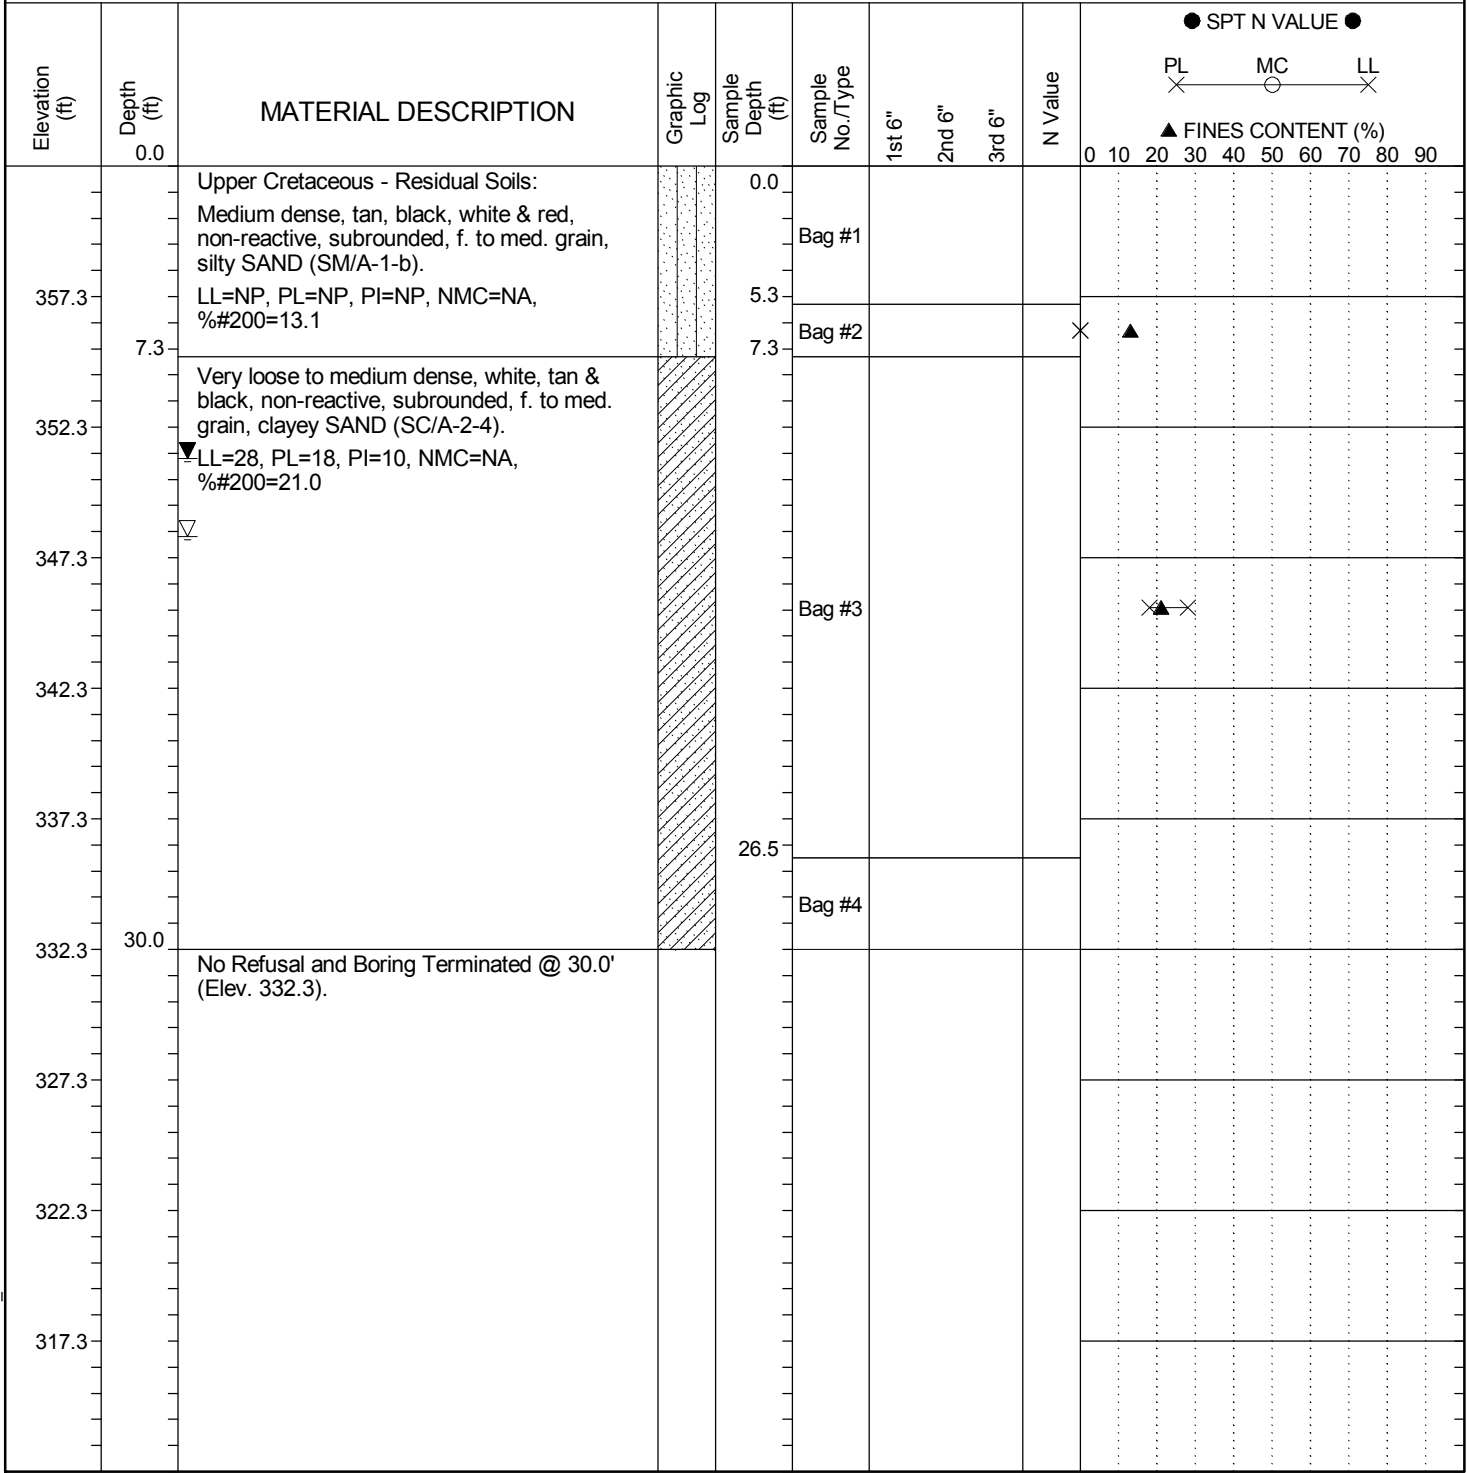 ● SPT N VALUE ●
PL MC LL
▲ FINES CONTENT (%)
0 10 20 30 40 50 60 70 80 90
Elevation
(ft)
Depth
(ft)
0.0
MATERIAL DESCRIPTION
Graphic
Log
Sample
Depth
(ft)
Sample
No./Type
1st 6"
2nd 6"
3rd 6"
N Value
Upper Cretaceous - Residual Soils:
0.0
Medium dense, tan, black, white & red,
non-reactive, subrounded, f. to med. grain,
silty SAND (SM/A-1-b).
Bag #1
357.3
LL=NP, PL=NP, PI=NP, NMC=NA,
%#200=13.1
5.3
Bag #2
7.3
7.3
Very loose to medium dense, white, tan &
black, non-reactive, subrounded, f. to med.
grain, clayey SAND (SC/A-2-4).
352.3
LL=28, PL=18, PI=10, NMC=NA,
%#200=21.0
347.3
Bag #3
342.3
337.3
26.5
Bag #4
30.0
332.3
No Refusal and Boring Terminated @ 30.0'
(Elev. 332.3).
327.3
322.3
317.3